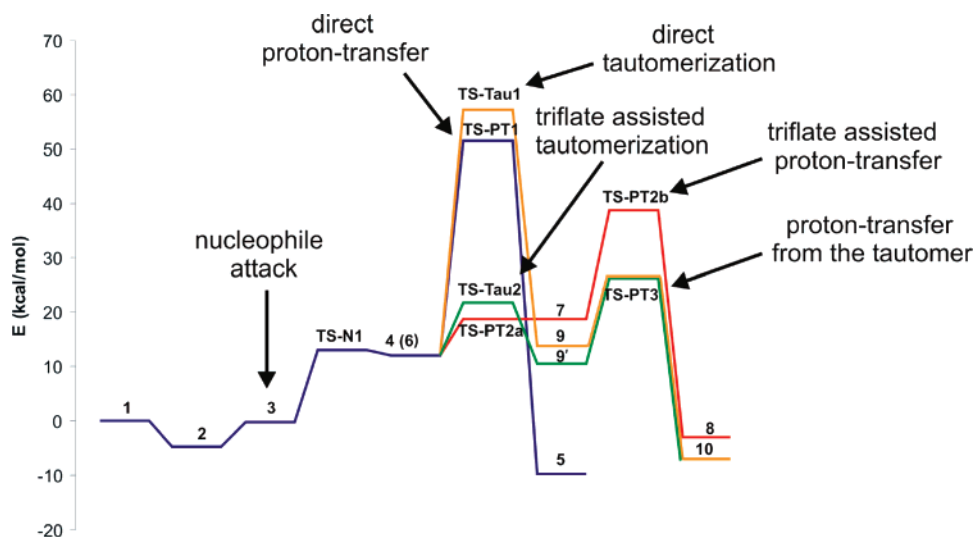 direct
proton-transfer
direct
tautomerization
70
60
50
40
30
20
10
0
-10
-20
E (kcal/mol)
TS-Tau1
TS-PT1
triflate assisted
tautomerization
triflate assisted
proton-transfer
TS-PT2b
proton-transfer
from the tautomer
nucleophile
attack
TS-Tau2
TS-PT3
TS-N1
4 (6)
TS-PT2a
7
9
9'
1
2
3
5
8
10